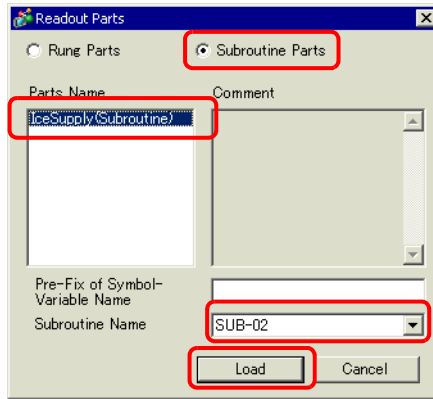 Readout Parts
Rung Parts Subroutine Parts
Parts Name Comment
IceSupply(Subroutine)
Pre-Fix of Symbol-
Variable Name
Subroutine Name SUB-02
Load Cancel